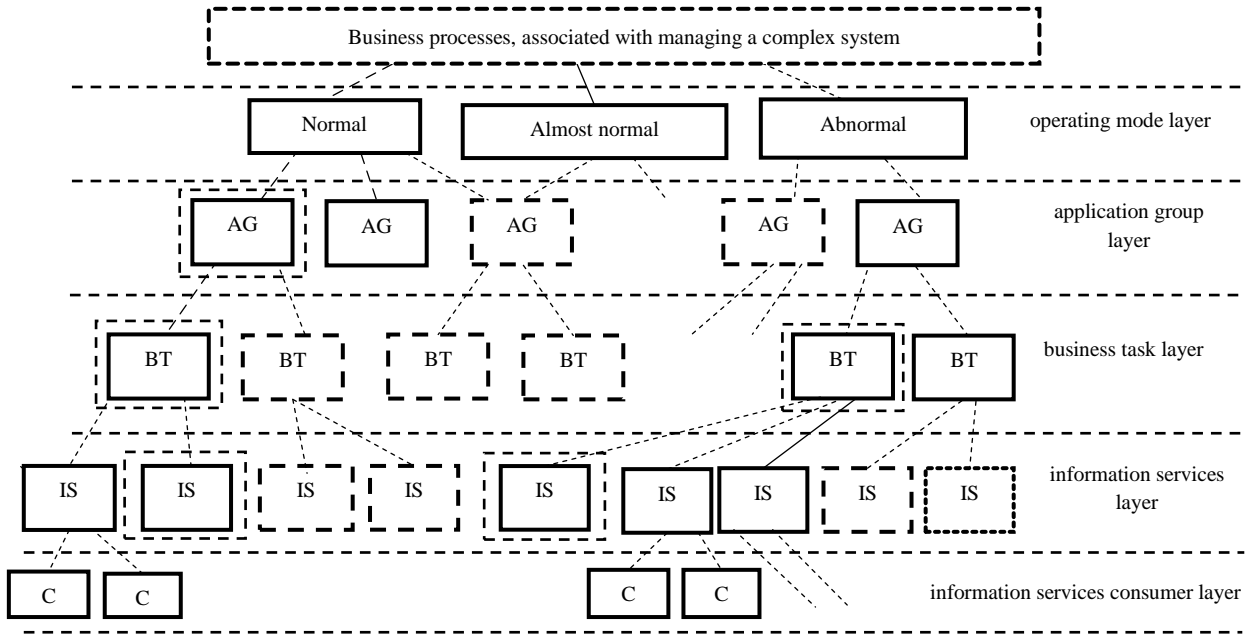 Business processes, associated with managing a complex system
Normal
Almost normal
Abnormal
operating mode layer
AG
AG
AG
AG
AG
application group
layer
BT
BT
BT
BT
BT
BT
business task layer
IS
IS
IS
IS
IS
IS
IS
IS
IS
information services
layer
C
C
C
C
information services consumer layer